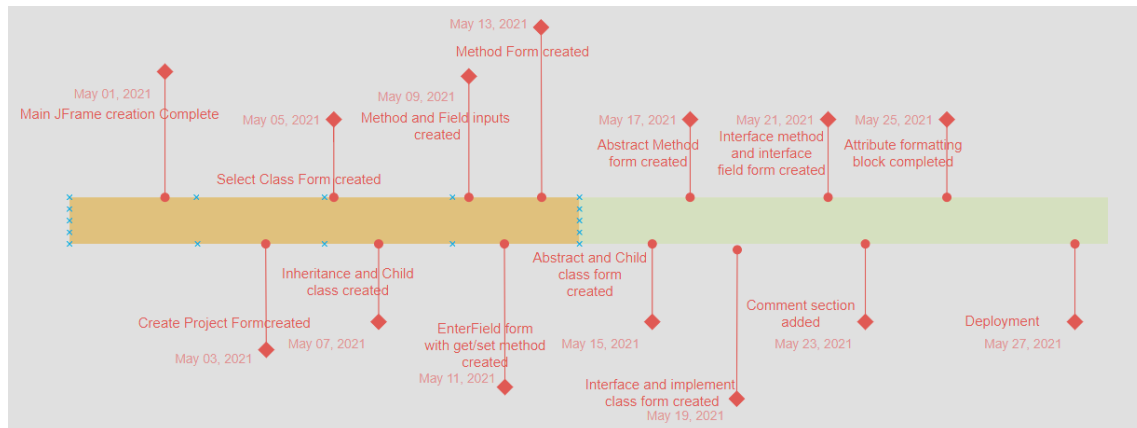 May 13, 2021
Method Form created
May 01, 2021
Main JFrame creation Complete
May 09, 2021
Method and Field inputs
created
May 05, 2021
Select Class Form created
May 17, 2021
Abstract Method
form created
May 21, 2021
Interface method
and interface
field form created
May 25, 2021
Attribute formatting
block completed
Create Project Formcreated
May 03, 2021
Inheritance and Child
class created
May 07, 2021
EnterField form
with get/set method
created
May 11, 2021
Abstract and Child
class form
created
May 15, 2021
Interface and implement
class form created
May 19, 2021
Comment section
added
May 23, 2021
Deployment
May 27, 2021